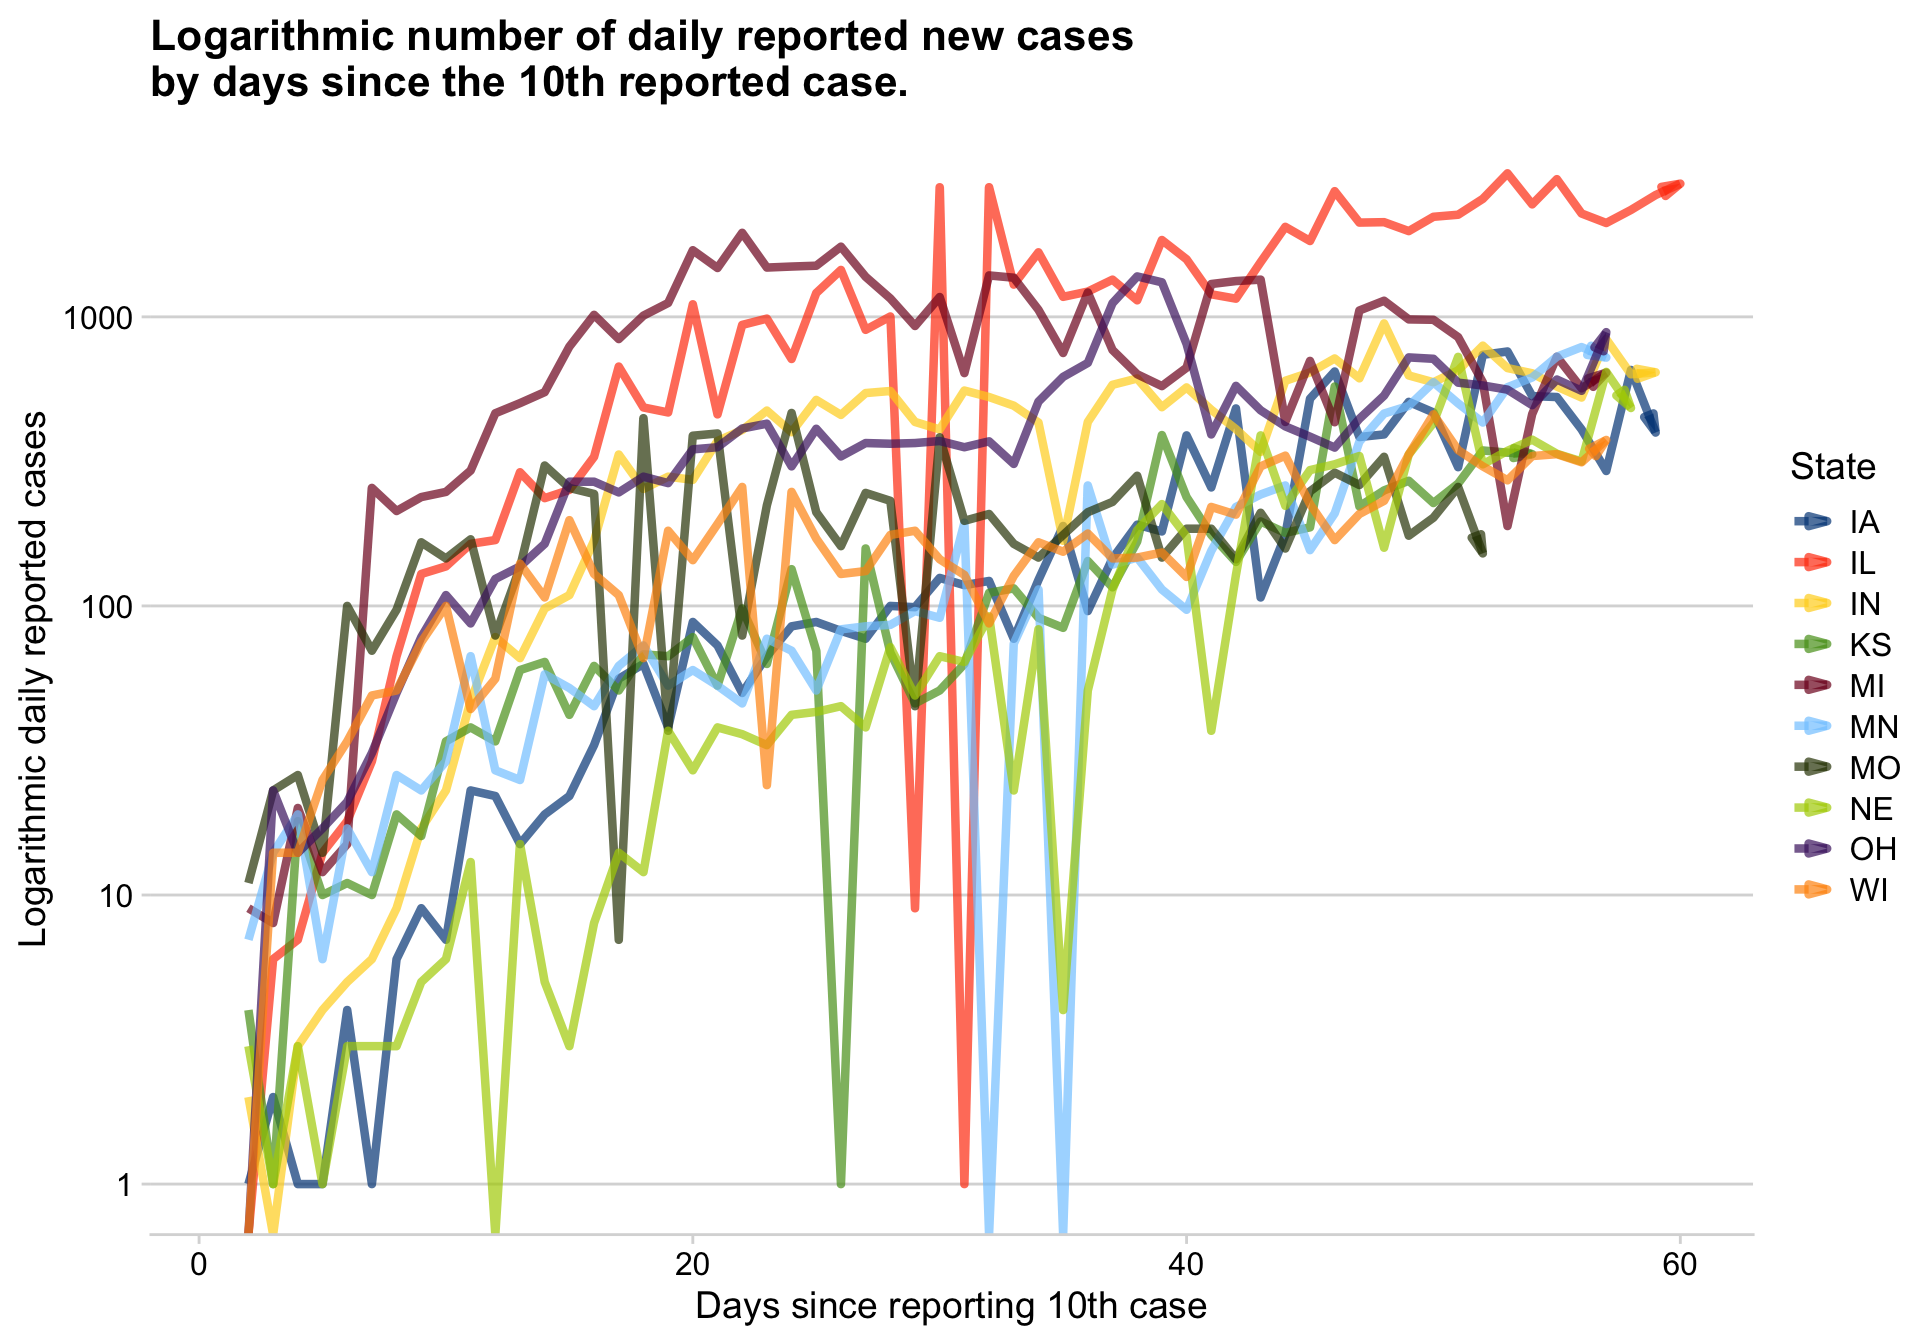 Logarithmic number of daily reported new cases
by days since the 10th reported case.
Logarithmic daily reported cases
1000
100
10
1
0
20
40
60
Days since reporting 10th case
State
IA
IL
IN
KS
MI
MN
MO
NE
OH
WI